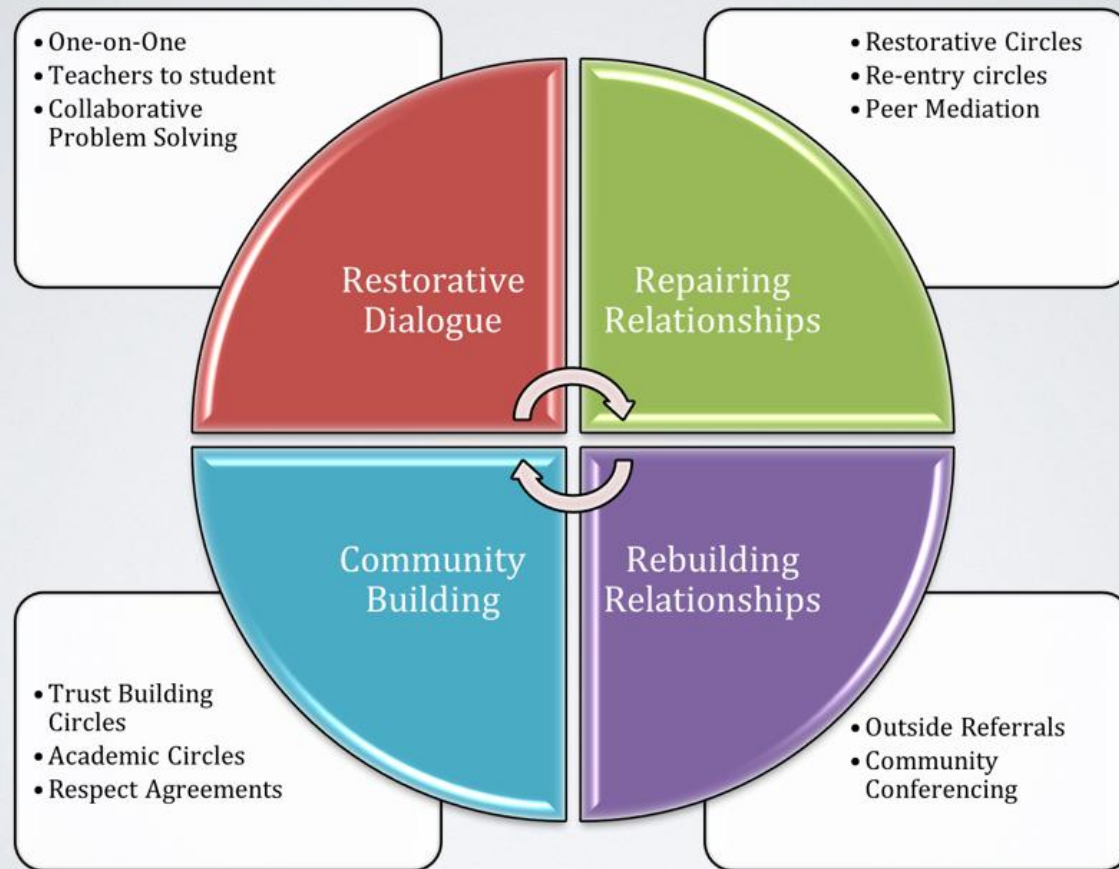 • One-on-One
• Teachers to student
• Collaborative
Problem Solving
• Restorative Circles
• Re-entry circles
• Peer Mediation
Restorative
Dialogue
Repairing
Relationships
Community
Building
Rebuilding
Relationships
• Trust Building
Circles
• Academic Circles
• Respect Agreements
• Outside Referrals
• Community
Conferencing